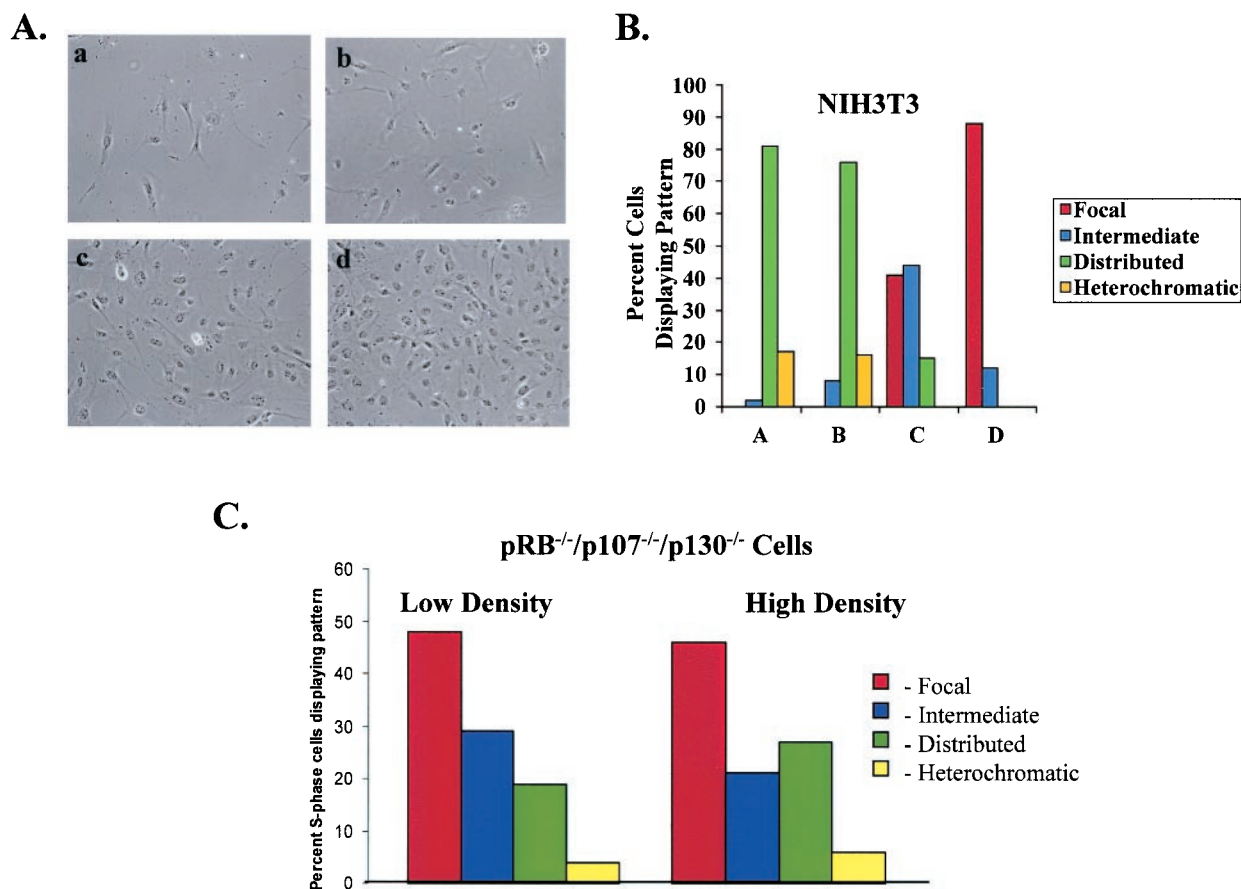 A.
a
b
c
d
B.
NIH3T3
Percent Cells
Displaying Pattern
100
90
80
70
60
50
40
30
20
10
0
A B C D
Focal
Intermediate
Distributed
Heterochromatic
C.
pRB-/-/p107-/-/p130-/- Cells
Percent S-phase cells displaying pattern
60
50
40
30
20
10
0
Low Density
High Density
- Focal
- Intermediate
- Distributed
- Heterochromatic